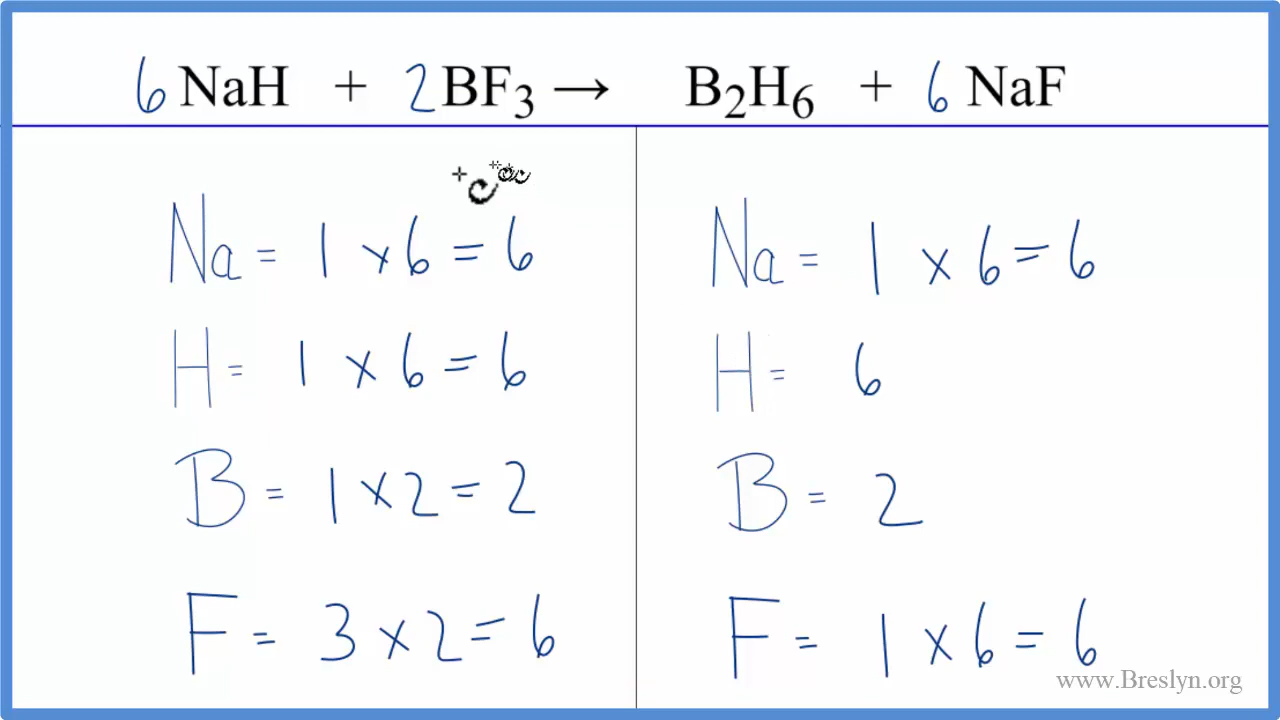 6 NaH + 2 BF₃ → B₂H₆ + 6 NaF
Na = 1 x 6 = 6
H = 1 x 6 = 6
B = 1 x 2 = 2
F = 3 x 2 = 6
Na = 1 x 6 = 6
H = 6
B = 2
F = 1 x 6 = 6
www.Breslyn.org